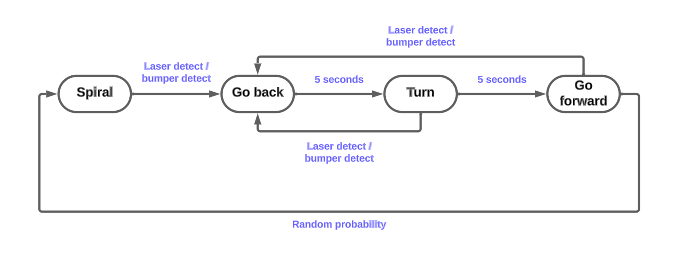 Laser detect /
bumper detect
Laser detect /
bumper detect
5 seconds
5 seconds
Spiral
Go back
Turn
Go
forward
Laser detect /
bumper detect
Random probability